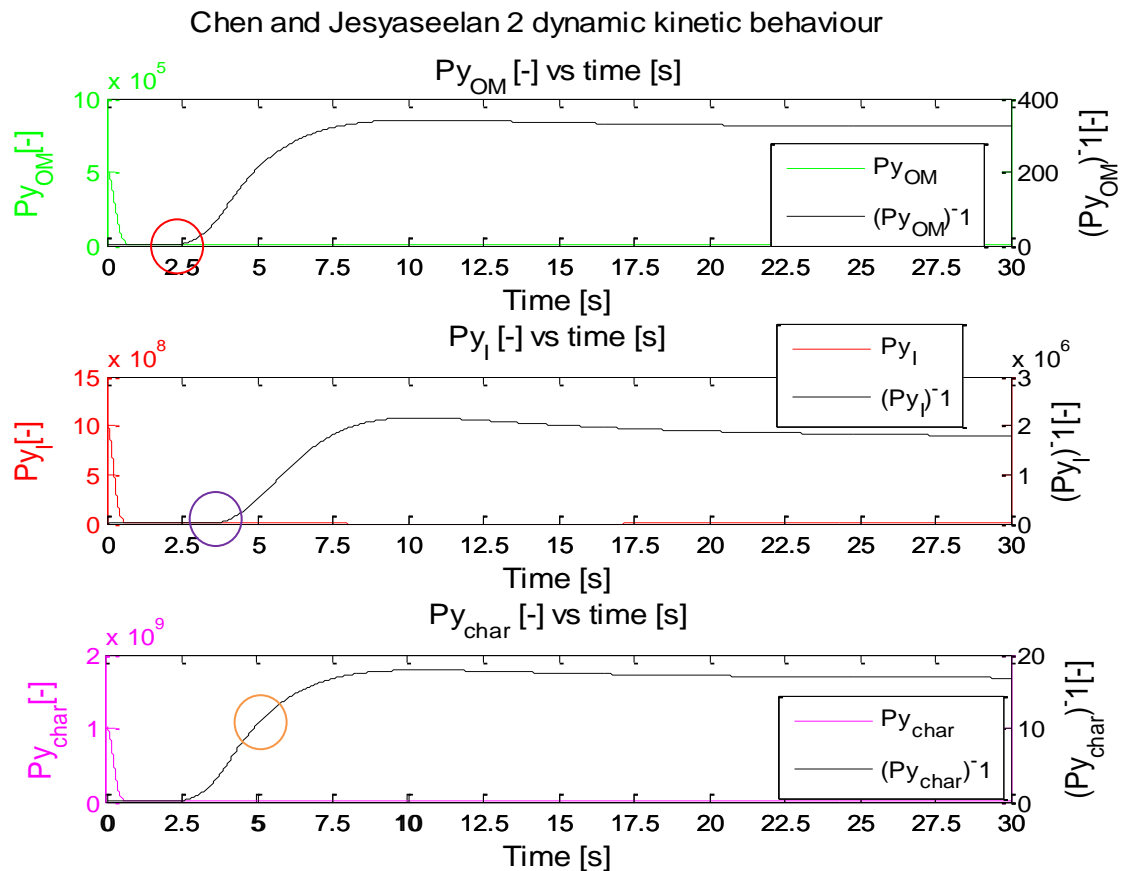 Chen and Jesyaseelan 2 dynamic kinetic behaviour
Py_OM [-] vs time [s]
x 10^5
Py_OM[-]
10
5
0
400
200
0
(Py_OM)^-1[-]
Py_OM
(Py_OM)^-1
0 2.5 5 7.5 10 12.5 15 17.5 20 22.5 25 27.5 30
Time [s]
Py_I [-] vs time [s]
x 10^8
Py_I[-]
15
10
5
0
x 10^6
3
2
1
0
(Py_I)^-1[-]
Py_I
(Py_I)^-1
0 2.5 5 7.5 10 12.5 15 17.5 20 22.5 25 27.5 30
Time [s]
Py_char [-] vs time [s]
x 10^9
Py_char[-]
2
1
0
20
10
0
(Py_char)^-1[-]
Py_char
(Py_char)^-1
0 2.5 5 7.5 10 12.5 15 17.5 20 22.5 25 27.5 30
Time [s]